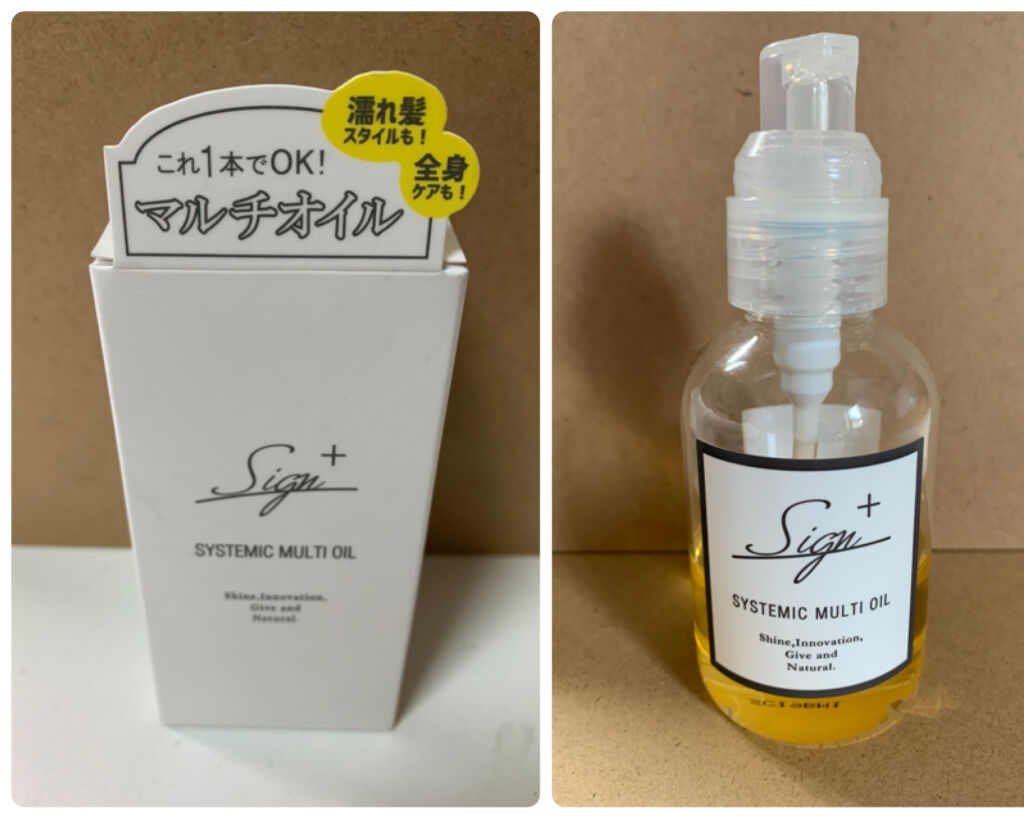 濡れ髪
スタイルも!
全身
ケアも!
これ1本でOK!
マルチオイル
Sign+
SYSTEMIC MULTI OIL
Shine,Innovation,
Give and
Natural.
Sign+
SYSTEMIC MULTI OIL
Shine,Innovation,
Give and
Natural.